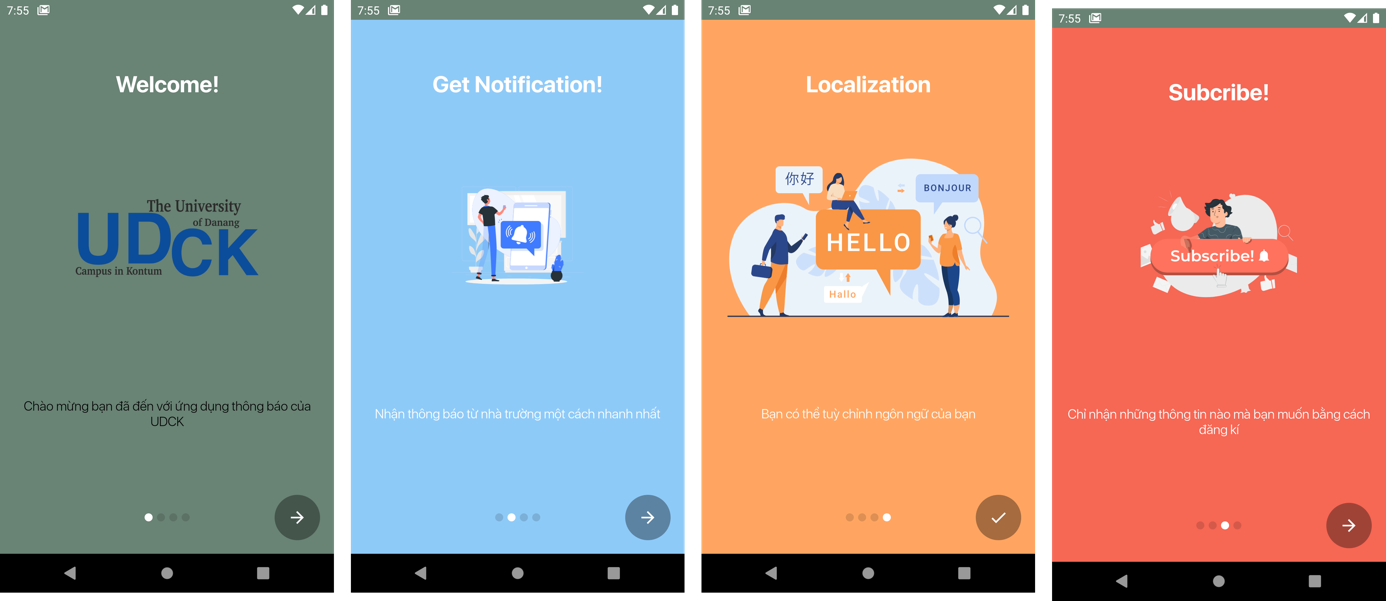 7:55
Welcome!
The University
of Danang
UDCK
Campus in Kontum
Chào mừng bạn đã đến với ứng dụng thông báo của
UDCK
7:55
Get Notification!
Nhận thông báo từ nhà trường một cách nhanh nhất
7:55
Localization
你好
BONJOUR
HELLO
Hallo
Bạn có thể tuỳ chỉnh ngôn ngữ của bạn
7:55
Subcribe!
Subscribe!
Chỉ nhận những thông tin nào mà bạn muốn bằng cách
đăng kí